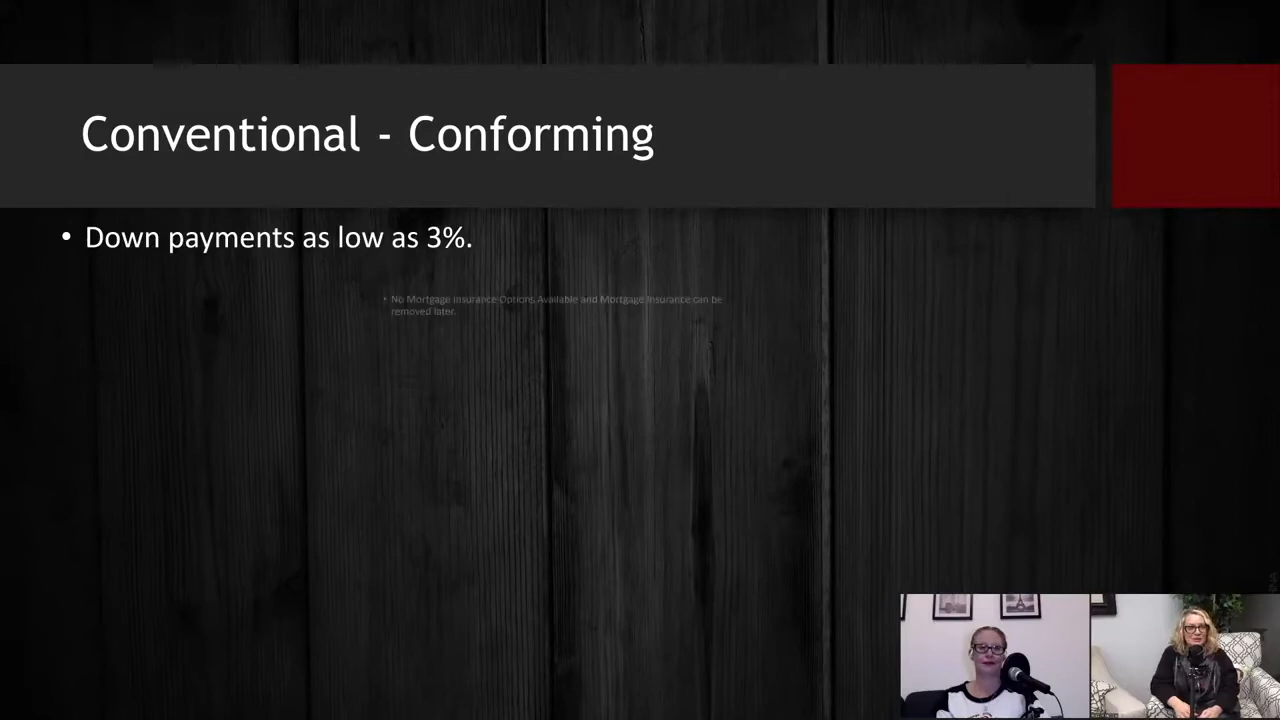 Conventional - Conforming
• Down payments as low as 3%.
• No Mortgage Insurance Options Available and Mortgage Insurance can be
removed later.